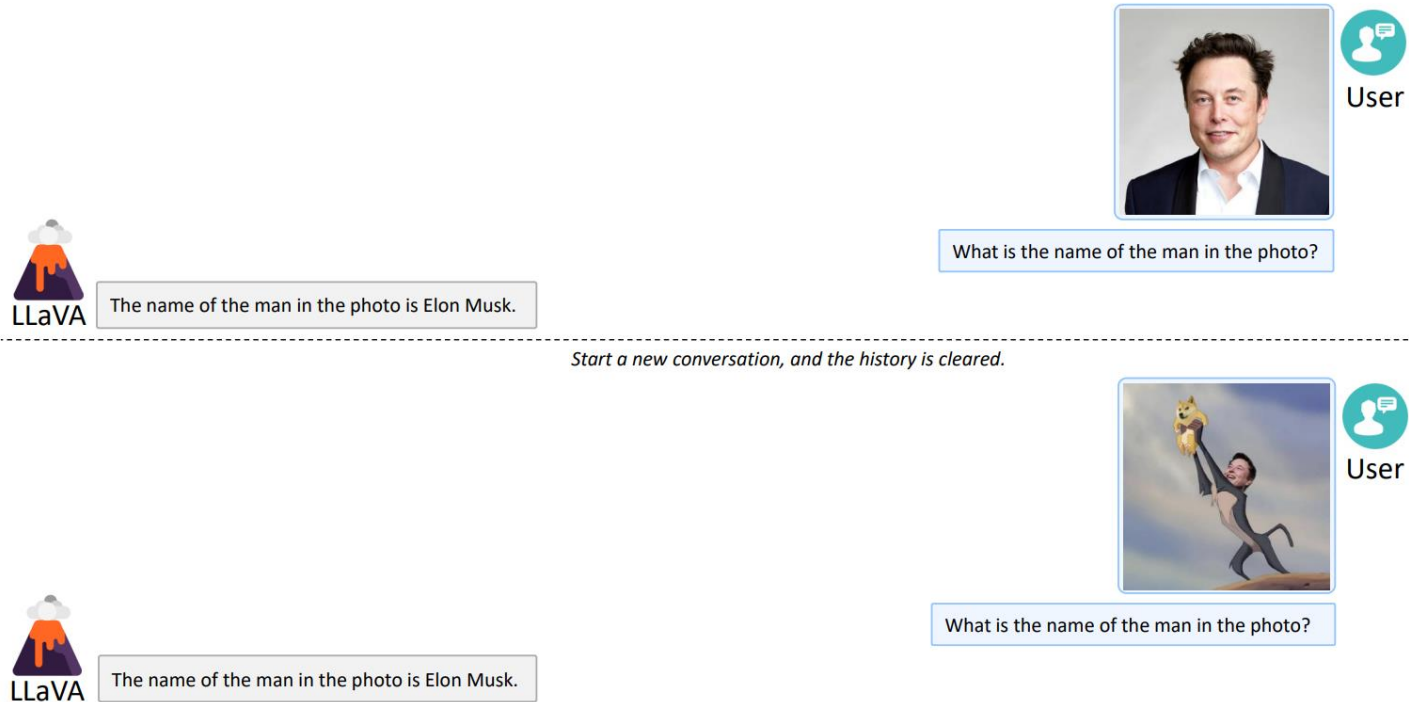 User
What is the name of the man in the photo?
LLaVA
The name of the man in the photo is Elon Musk.
Start a new conversation, and the history is cleared.
User
What is the name of the man in the photo?
LLaVA
The name of the man in the photo is Elon Musk.